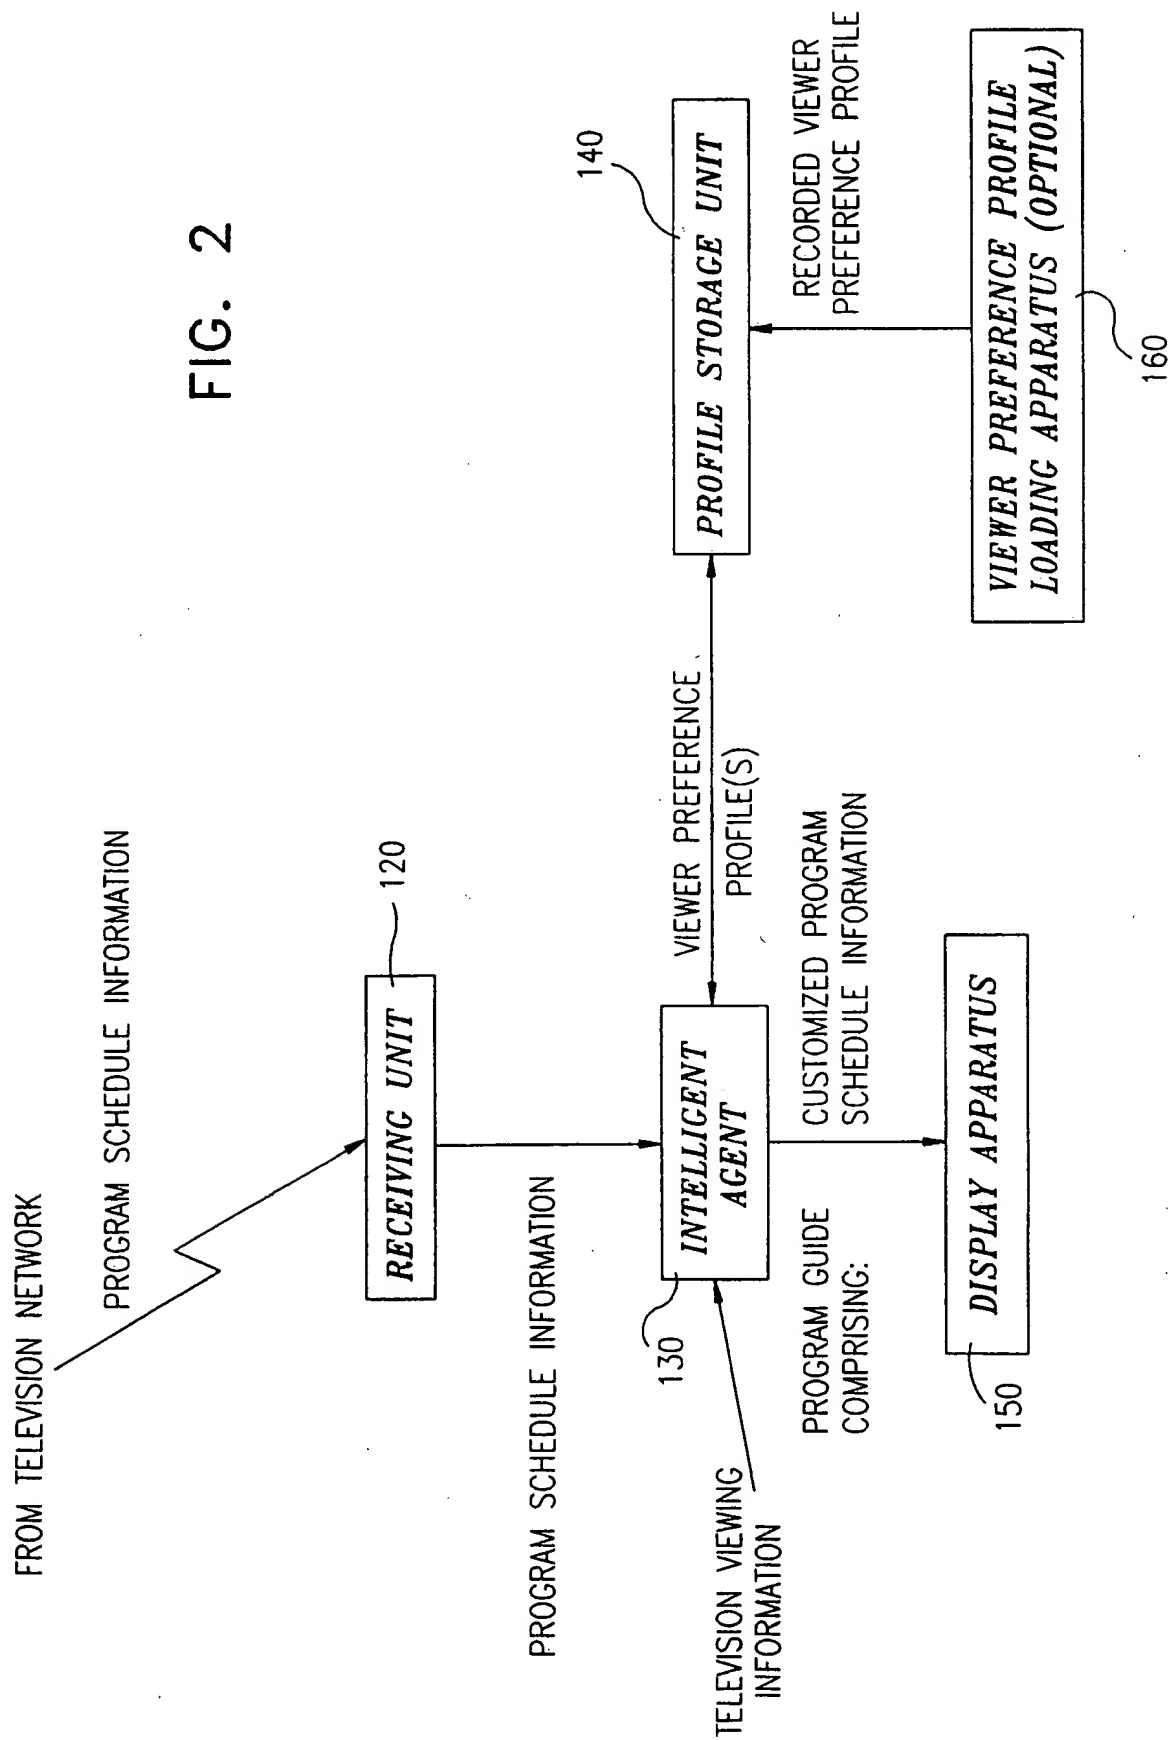 FIG. 2
FROM TELEVISION NETWORK
PROGRAM SCHEDULE INFORMATION
120
RECEIVING UNIT
PROGRAM SCHEDULE INFORMATION
130
INTELLIGENT
AGENT
TELEVISION VIEWING
INFORMATION
VIEWER PREFERENCE
PROFILE(S)
140
PROFILE STORAGE UNIT
PROGRAM GUIDE
COMPRISING:
CUSTOMIZED PROGRAM
SCHEDULE INFORMATION
RECORDED VIEWER
PREFERENCE PROFILE
150
DISPLAY APPARATUS
VIEWER PREFERENCE PROFILE
LOADING APPARATUS (OPTIONAL)
160